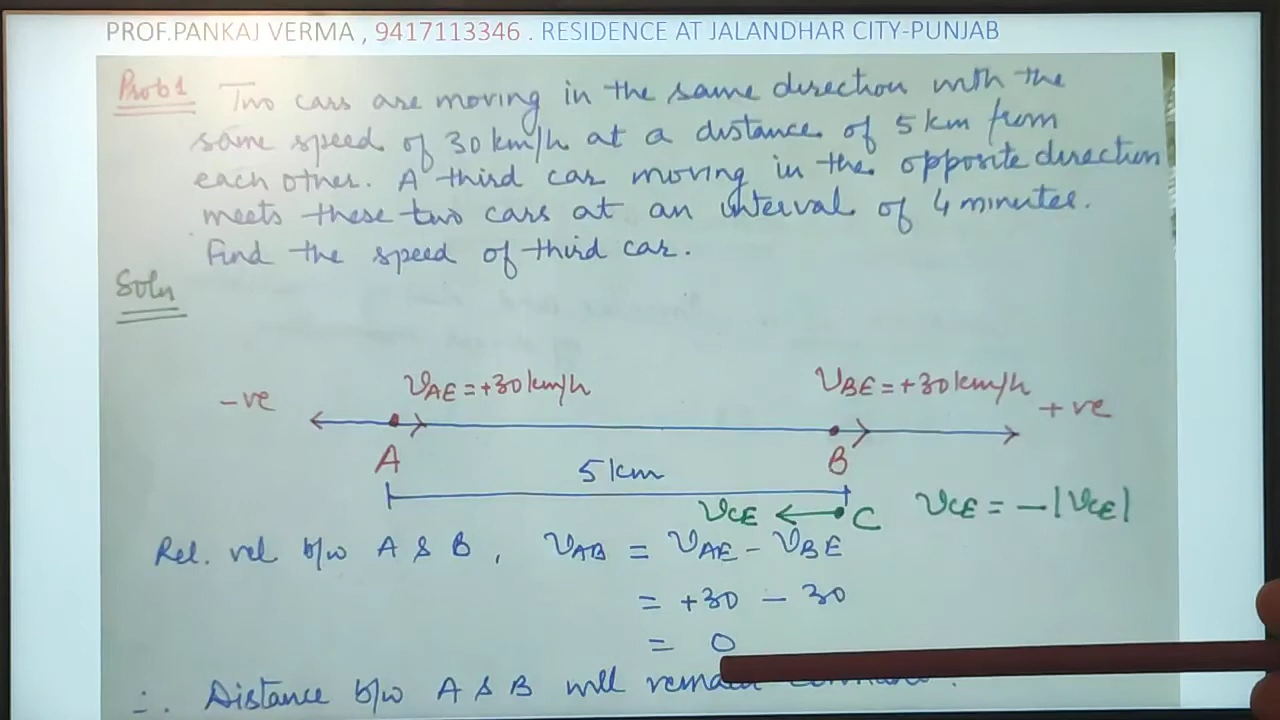 PROF.PANKAJ VERMA , 9417113346 . RESIDENCE AT JALANDHAR CITY-PUNJAB
Prob 1 Two cars are moving in the same direction with the
same speed of 30 km/h at a distance of 5 km from
each other. A third car moving in the opposite direction
meets these two cars at an interval of 4 minutes.
Find the speed of third car.
Soln
-ve VAE = +30 km/h VBE = +30 km/h +ve
A B
5 km
VCE C VCE = - |VCE|
Rel. vel b/w A & B , VAB = VAE - VBE
= +30 - 30
= 0
∴ Distance b/w A & B will remain